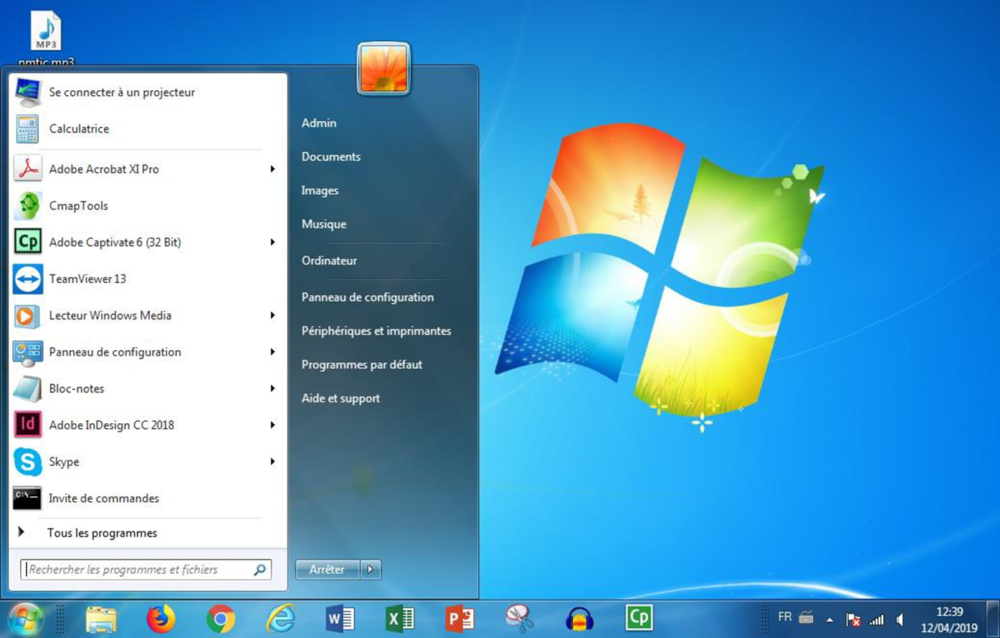 MP3
nmtic.mp3
Se connecter à un projecteur
Calculatrice
Adobe Acrobat XI Pro
CmapTools
Cp
Adobe Captivate 6 (32 Bit)
TeamViewer 13
Lecteur Windows Media
Panneau de configuration
Bloc-notes
Id
Adobe InDesign CC 2018
S
Skype
C:\
Invite de commandes
Tous les programmes
Rechercher les programmes et fichiers
Admin
Documents
Images
Musique
Ordinateur
Panneau de configuration
Périphériques et imprimantes
Programmes par défaut
Aide et support
Arrêter
W
X
P
Cp
FR
12:39
12/04/2019